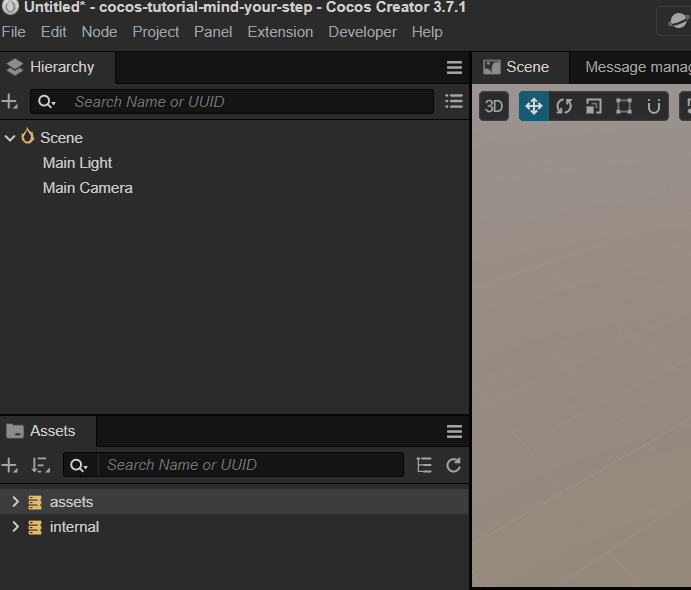 Untitled* - cocos-tutorial-mind-your-step - Cocos Creator 3.7.1
File Edit Node Project Panel Extension Developer Help
Hierarchy
Search Name or UUID
Scene
Main Light
Main Camera
Assets
Search Name or UUID
assets
internal
Scene Message
3D